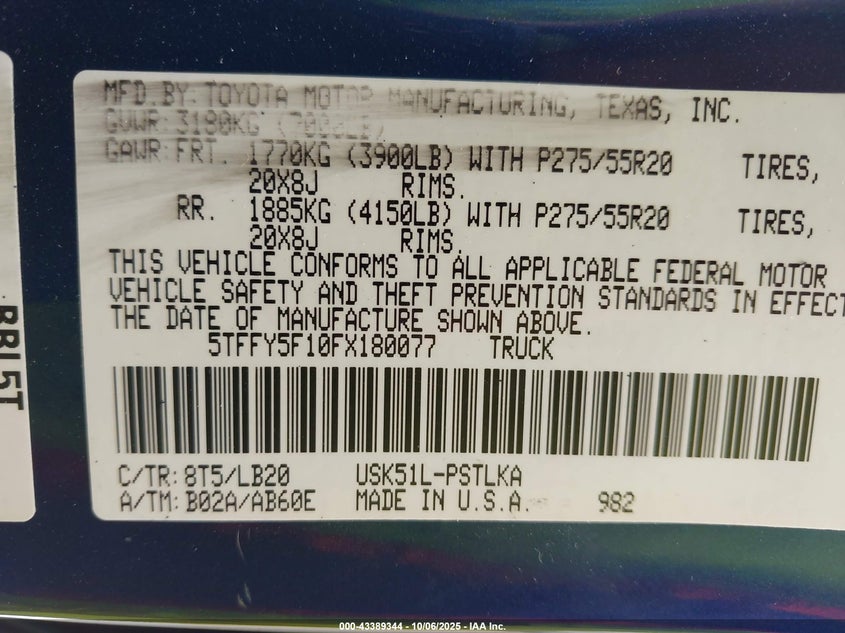 MFD.BY TOYOTA MOTOR MANUFACTURING, TEXAS, INC.
GVWR:3180KG (7000LB)
GAWR:FRT. 1770KG (3900LB) WITH P275/55R20 TIRES,
20X8J RIMS.
RR. 1885KG (4150LB) WITH P275/55R20 TIRES,
20X8J RIMS.
THIS VEHICLE CONFORMS TO ALL APPLICABLE FEDERAL MOTOR
VEHICLE SAFETY AND THEFT PREVENTION STANDARDS IN EFFECT
THE DATE OF MANUFACTURE SHOWN ABOVE.
5TFFY5F10FX180077 TRUCK
C/TR:8T5/LB20 USK51L-PSTLKA
A/TM:B02A/AB60E MADE IN U.S.A. 982
000-43389344 - 10/06/2025 - IAA Inc.